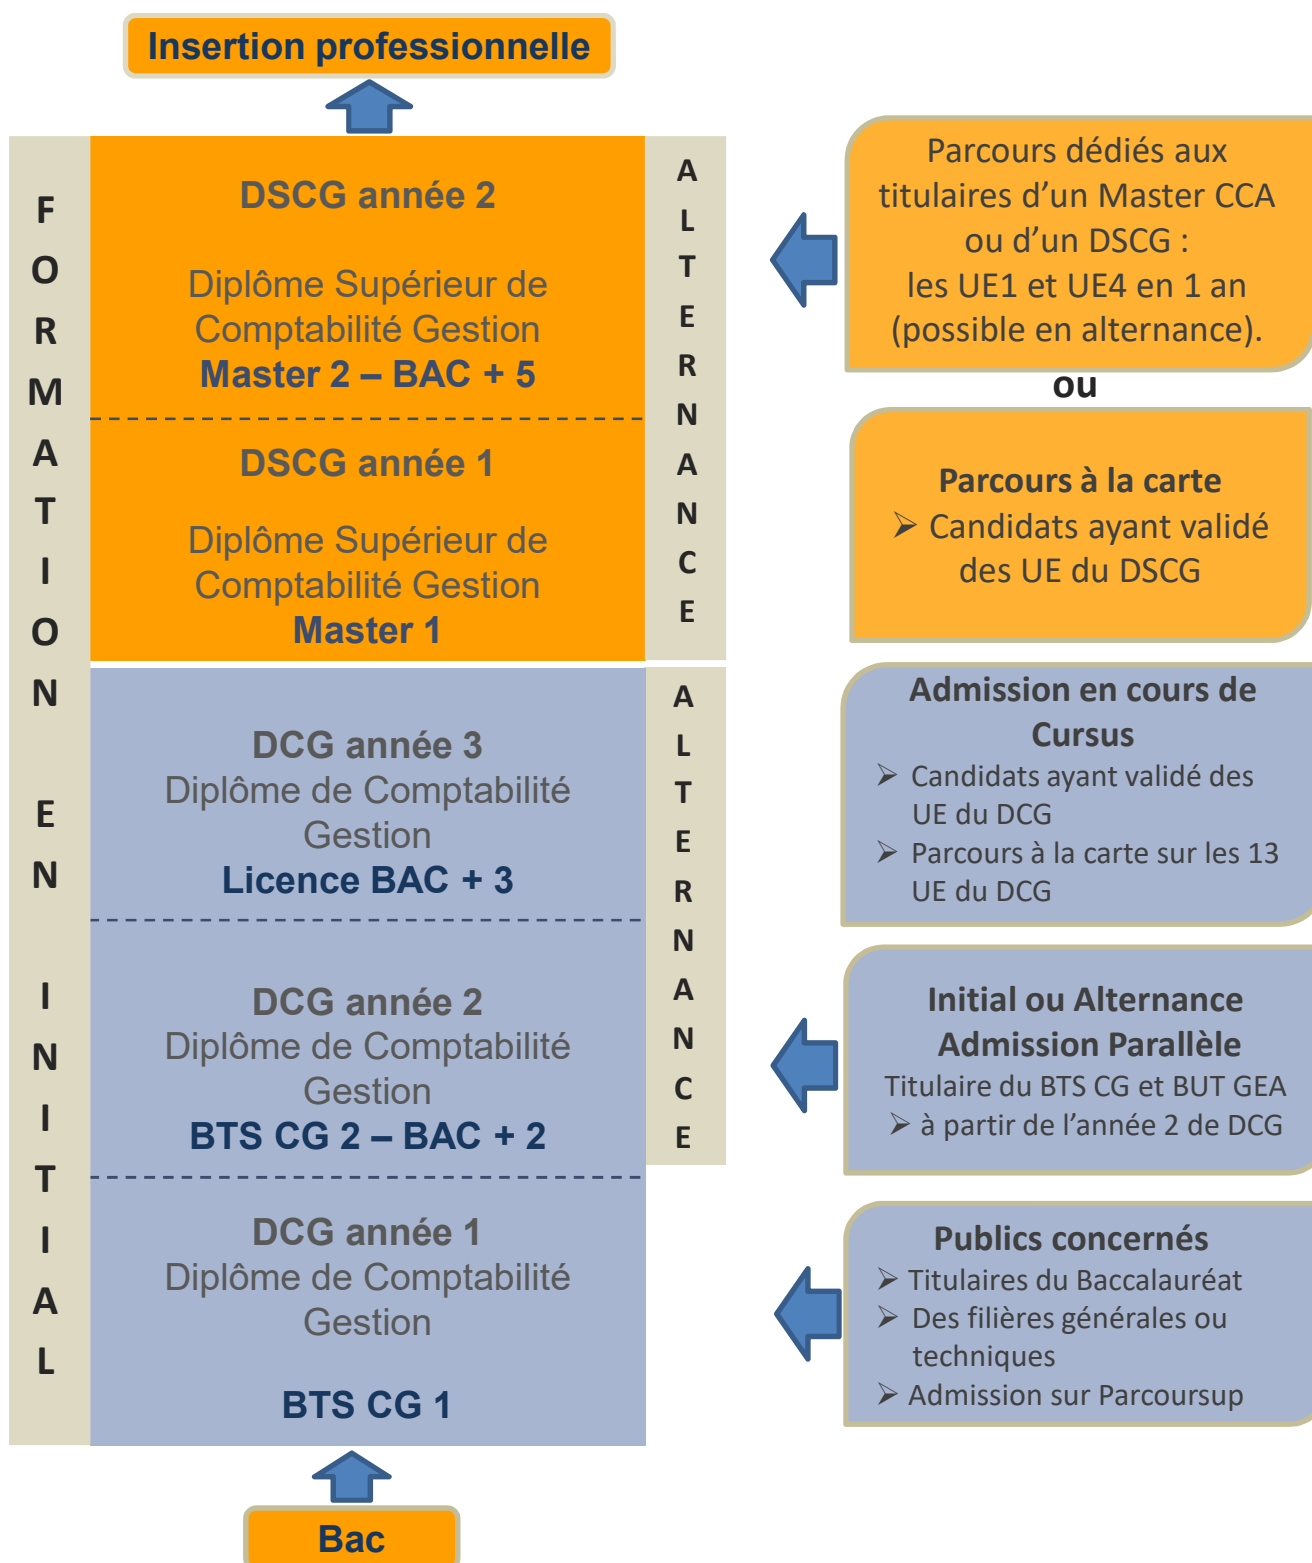 Insertion professionnelle
FORMATION EN INITIAL
DSCG année 2
Diplôme Supérieur de
Comptabilité Gestion
Master 2 – BAC + 5
DSCG année 1
Diplôme Supérieur de
Comptabilité Gestion
Master 1
ALTERNANCE
DCG année 3
Diplôme de Comptabilité
Gestion
Licence BAC + 3
DCG année 2
Diplôme de Comptabilité
Gestion
BTS CG 2 – BAC + 2
DCG année 1
Diplôme de Comptabilité
Gestion
BTS CG 1
ALTERNANCE
Bac
Parcours dédiés aux
titulaires d’un Master CCA
ou d’un DSCG :
les UE1 et UE4 en 1 an
(possible en alternance).
ou
Parcours à la carte
➢ Candidats ayant validé
des UE du DSCG
Admission en cours de
Cursus
➢ Candidats ayant validé des
UE du DCG
➢ Parcours à la carte sur les 13
UE du DCG
Initial ou Alternance
Admission Parallèle
Titulaire du BTS CG et BUT GEA
➢ à partir de l’année 2 de DCG
Publics concernés
➢ Titulaires du Baccalauréat
➢ Des filières générales ou
techniques
➢ Admission sur Parcoursup